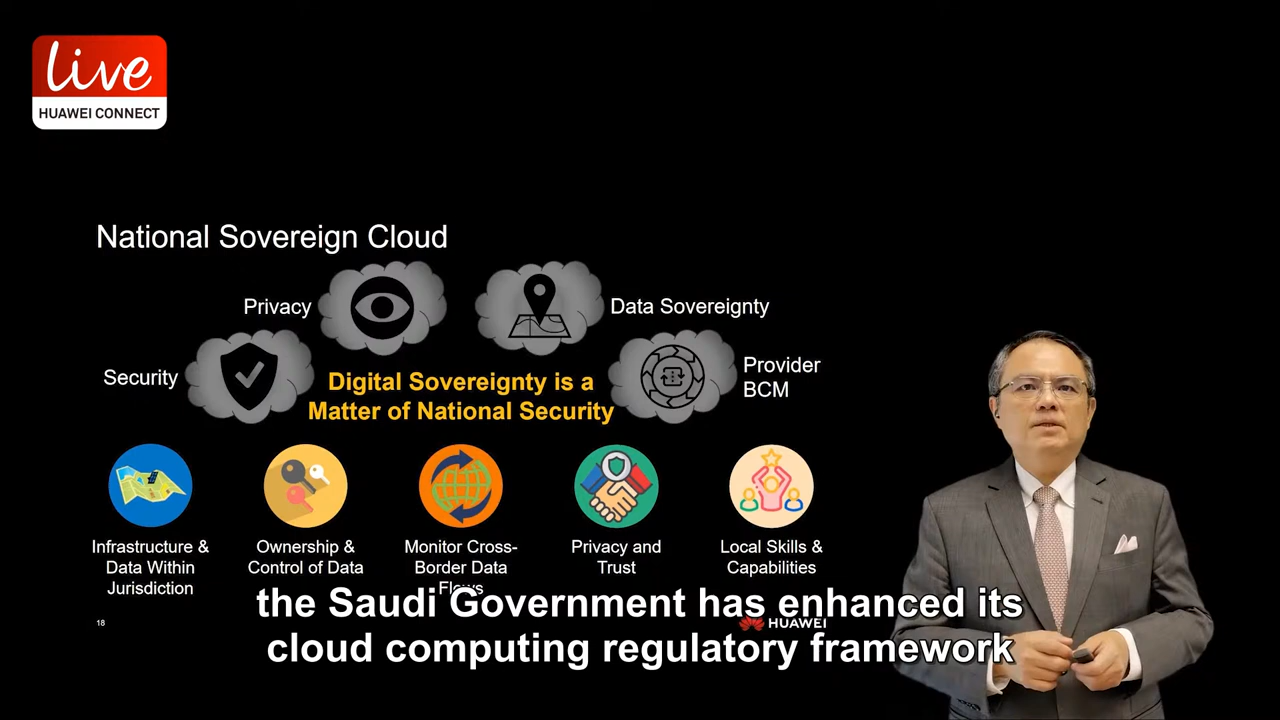 live
HUAWEI CONNECT
National Sovereign Cloud
Privacy
Data Sovereignty
Security
Provider
BCM
Digital Sovereignty is a
Matter of National Security
Infrastructure &
Data Within
Jurisdiction
Ownership &
Control of Data
Monitor Cross-
Border Data
Flows
Privacy and
Trust
Local Skills &
Capabilities
the Saudi Government has enhanced its
cloud computing regulatory framework
18
HUAWEI